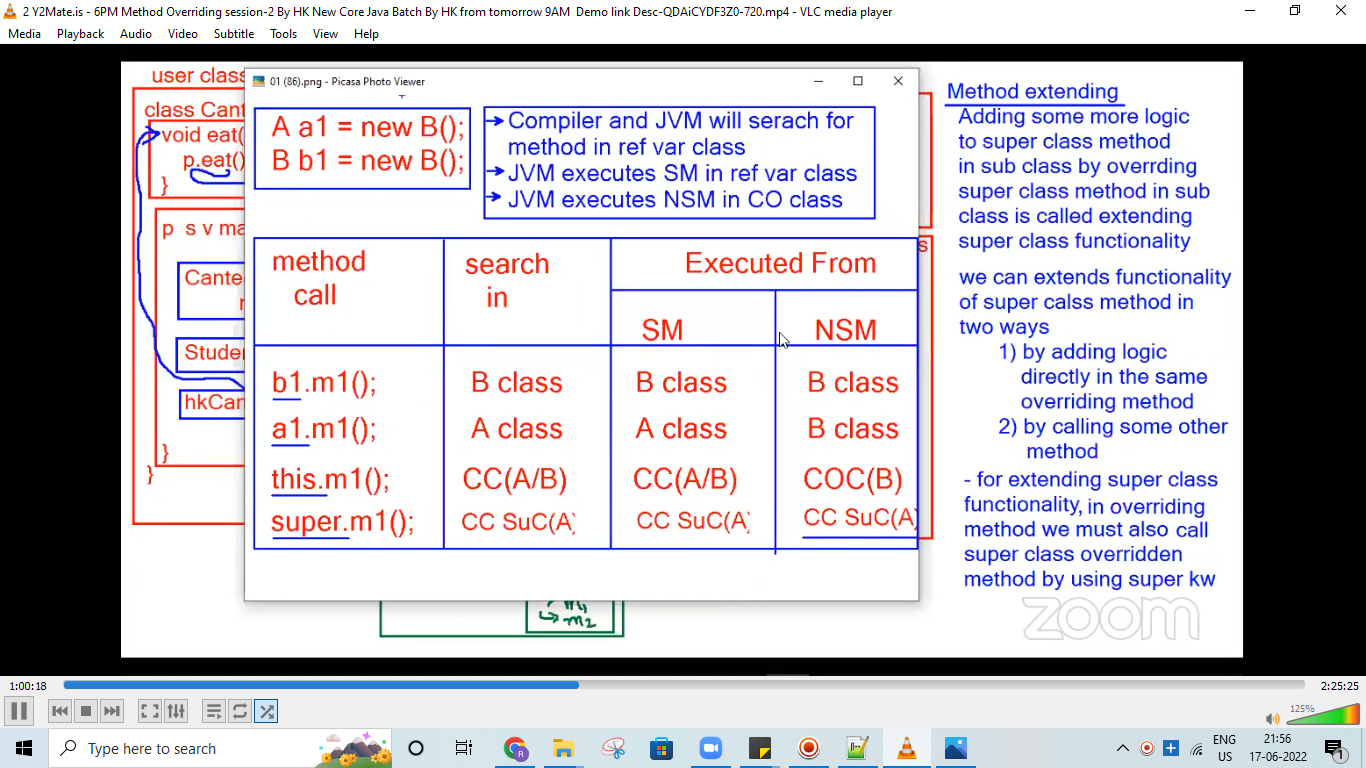 2 Y2Mate.is - 6PM Method Overriding session-2 By HK New Core Java Batch By HK from tomorrow 9AM  Demo link Desc-QDAiCYDF3Z0-720.mp4 - VLC media player
Media Playback Audio Video Subtitle Tools View Help
user class
class Cant
void eat(
p.eat()
}
p s v ma
Cante
Studer
hkCan
}
}
01 (86).png - Picasa Photo Viewer
A a1 = new B();
B b1 = new B();
Compiler and JVM will serach for
method in ref var class
JVM executes SM in ref var class
JVM executes NSM in CO class
method call search in Executed From
SM NSM
b1.m1(); B class B class B class
a1.m1(); A class A class B class
this.m1(); CC(A/B) CC(A/B) COC(B)
super.m1(); CC SuC(A) CC SuC(A) CC SuC(A)
s
m2
Method extending
Adding some more logic
to super class method
in sub class by overrding
super class method in sub
class is called extending
super class functionality
we can extends functionality
of super calss method in
two ways
1) by adding logic
directly in the same
overriding method
2) by calling some other
method
- for extending super class
functionality, in overriding
method we must also call
super class overridden
method by using super kw
zoom
1:00:18 2:25:25
125%
Type here to search
ENG
US
21:56
17-06-2022
1